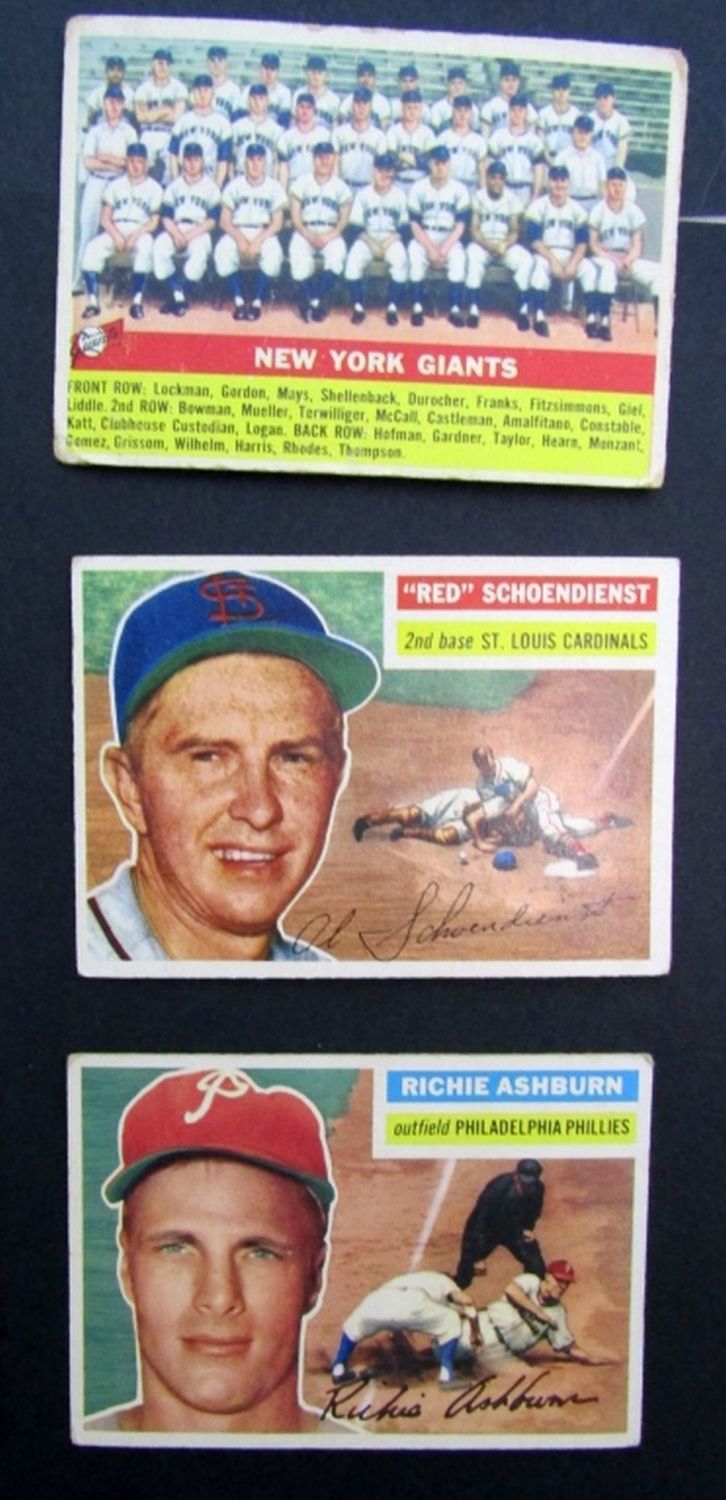 Giants
NEW YORK GIANTS
FRONT ROW: Lockman, Gordon, Mays, Shellenback, Durocher, Franks, Fitzsimmons, Giel,
Liddle. 2nd ROW: Bowman, Mueller, Terwilliger, McCall, Castleman, Amalfitano, Constable,
Katt, Clubhouse Custodian, Logan. BACK ROW: Hofman, Gardner, Taylor, Hearn, Monzant,
Gomez, Grissom, Wilhelm, Harris, Rhodes, Thompson.
"RED" SCHOENDIENST
2nd base ST. LOUIS CARDINALS
Al Schoendienst
RICHIE ASHBURN
outfield PHILADELPHIA PHILLIES
P
Richie Ashburn